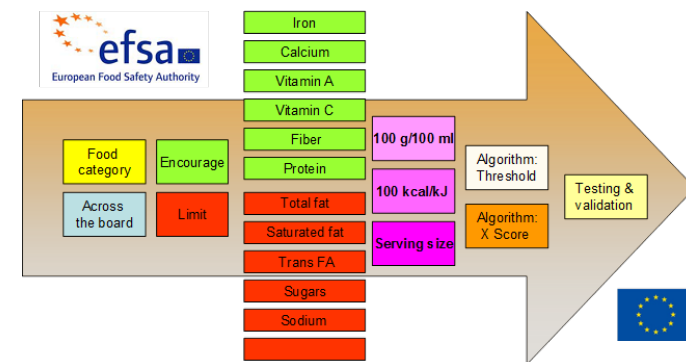 efsa
European Food Safety Authority
Iron
Calcium
Vitamin A
Vitamin C
Fiber
Protein
Total fat
Saturated fat
Trans FA
Sugars
Sodium
Food
category
Encourage
Across
the board
Limit
100 g/100 ml
100 kcal/kJ
Serving size
Algorithm:
Threshold
Algorithm:
X Score
Testing &
validation